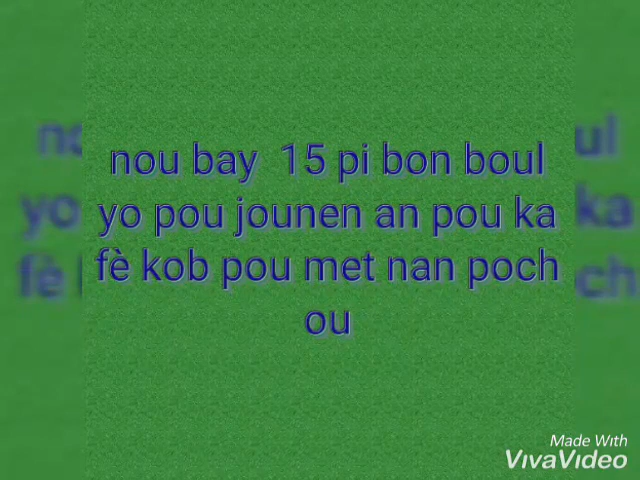 nou bay  15 pi bon boul
yo pou jounen an pou ka
fè kob pou met nan poch
ou
Made With
VivaVideo